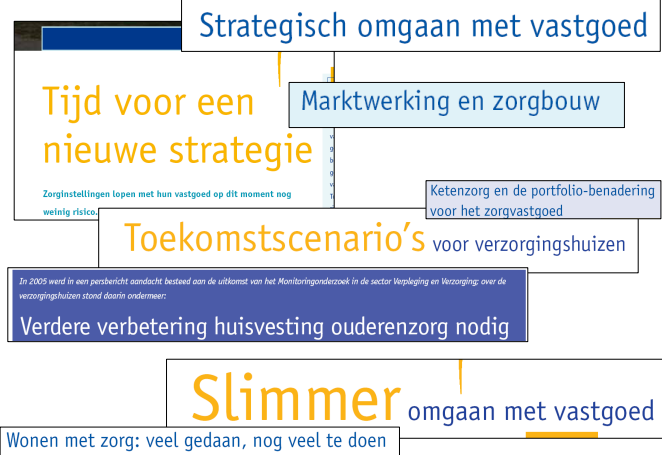 Strategisch omgaan met vastgoed
Tijd voor een
nieuwe strategie
Marktwerking en zorgbouw
Zorginstellingen lopen met hun vastgoed op dit moment nog
weinig risico.
Ketenzorg en de portfolio-benadering
voor het zorgvastgoed
Toekomstscenario's voor verzorgingshuizen
In 2005 werd in een persbericht aandacht besteed aan de uitkomst van het Monitoringonderzoek in de sector Verpleging en Verzorging; over de
verzorgingshuizen stond daarin ondermeer:
Verdere verbetering huisvesting ouderenzorg nodig
Slimmer omgaan met vastgoed
Wonen met zorg: veel gedaan, nog veel te doen